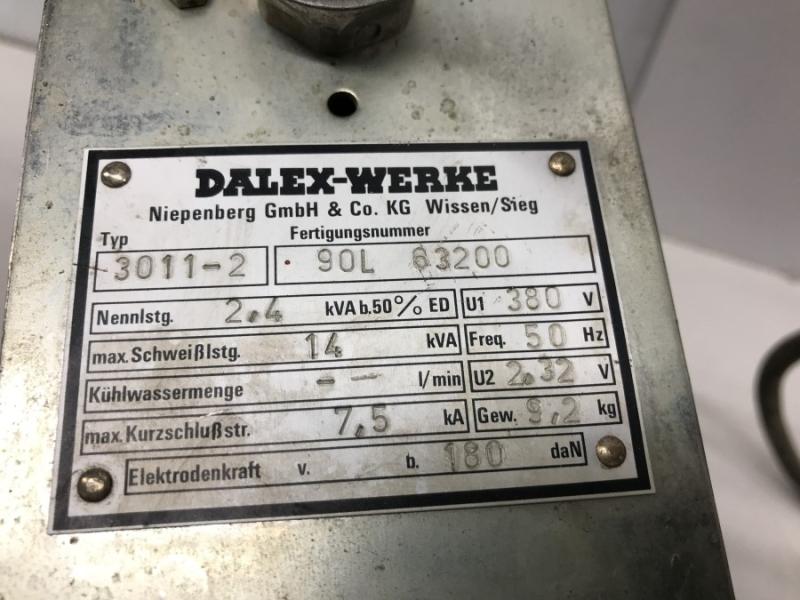 DALEX-WERKE
Niepenberg GmbH & Co. KG Wissen/Sieg
Typ Fertigungsnummer
3011-2 90L 63200
Nennlstg. 2,4 kVA b.50% ED U1 380 V
max. Schweißlstg. 14 kVA Freq. 50 Hz
Kühlwassermenge -- l/min U2 2.32 V
max. Kurzschlußstr. 7,5 kA Gew. 9,2 kg
Elektrodenkraft v. b. 180 daN